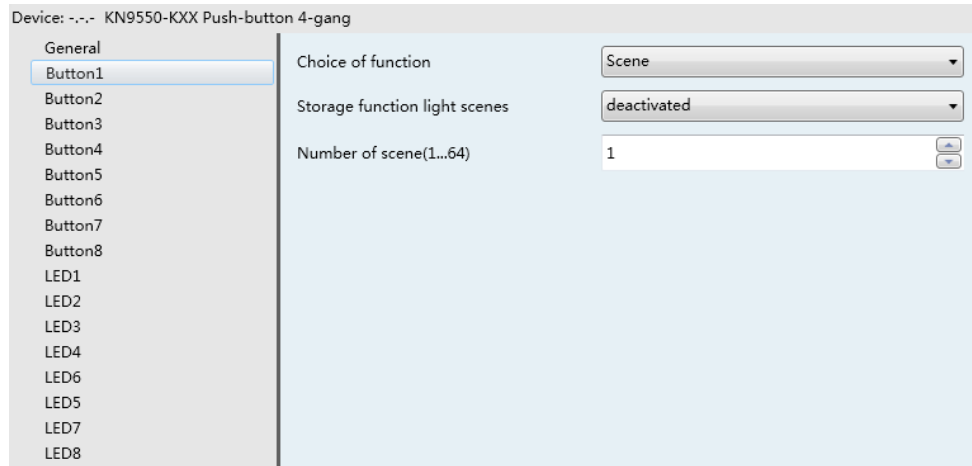 Device: -.-.- KN9550-KXX Push-button 4-gang
General
Button1
Button2
Button3
Button4
Button5
Button6
Button7
Button8
LED1
LED2
LED3
LED4
LED6
LED5
LED7
LED8
Choice of function Scene
Storage function light scenes deactivated
Number of scene(1...64) 1